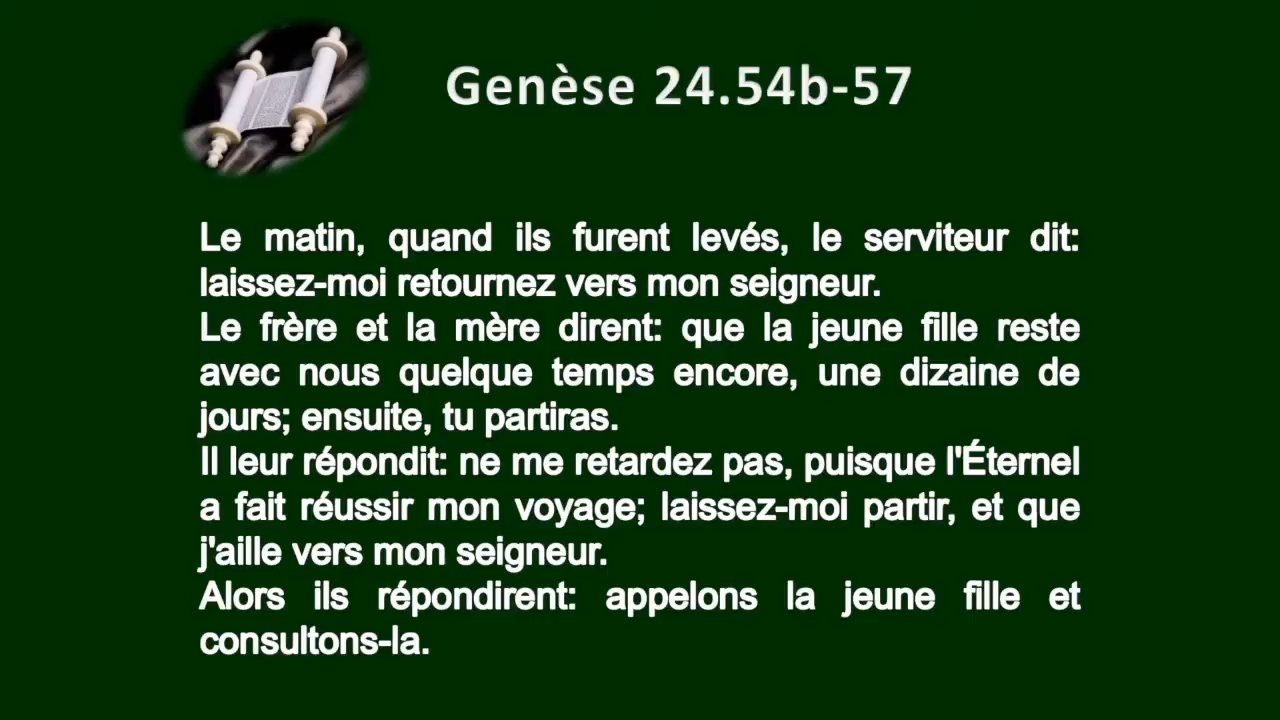 Genèse 24.54b-57
Le matin, quand ils furent levés, le serviteur dit:
laissez-moi retournez vers mon seigneur.
Le frère et la mère dirent: que la jeune fille reste
avec nous quelque temps encore, une dizaine de
jours; ensuite, tu partiras.
Il leur répondit: ne me retardez pas, puisque l'Éternel
a fait réussir mon voyage; laissez-moi partir, et que
j'aille vers mon seigneur.
Alors ils répondirent: appelons la jeune fille et
consultons-la.